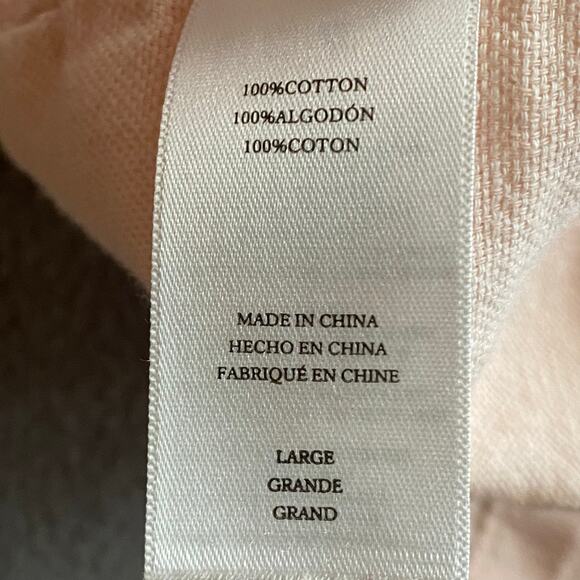 100%COTTON
100%ALGODÓN
100%COTON
MADE IN CHINA
HECHO EN CHINA
FABRIQUÉ EN CHINE
LARGE
GRANDE
GRAND